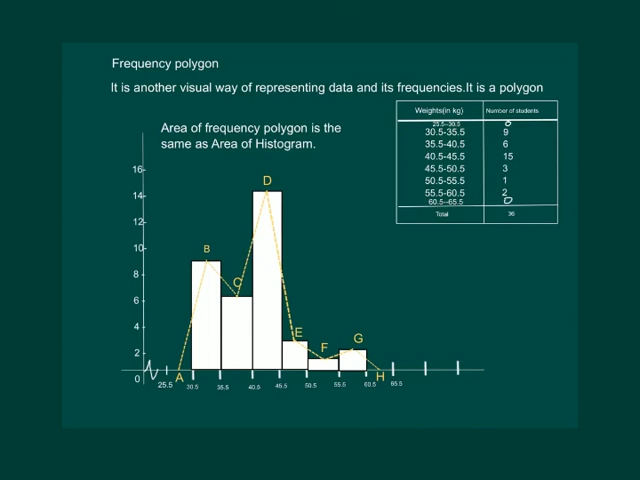 Frequency polygon
It is another visual way of representing data and its frequencies.It is a polygon
Weights(in kg) Number of students
25.5--30.5 0
30.5-35.5 9
35.5-40.5 6
40.5-45.5 15
45.5-50.5 3
50.5-55.5 1
55.5-60.5 2
60.5--65.5 0
Total 36
Area of frequency polygon is the
same as Area of Histogram.
16
14
12
10
8
6
4
2
0
A
B
C
D
E
F
G
H
25.5 30.5 35.5 40.5 45.5 50.5 55.5 60.5 65.5